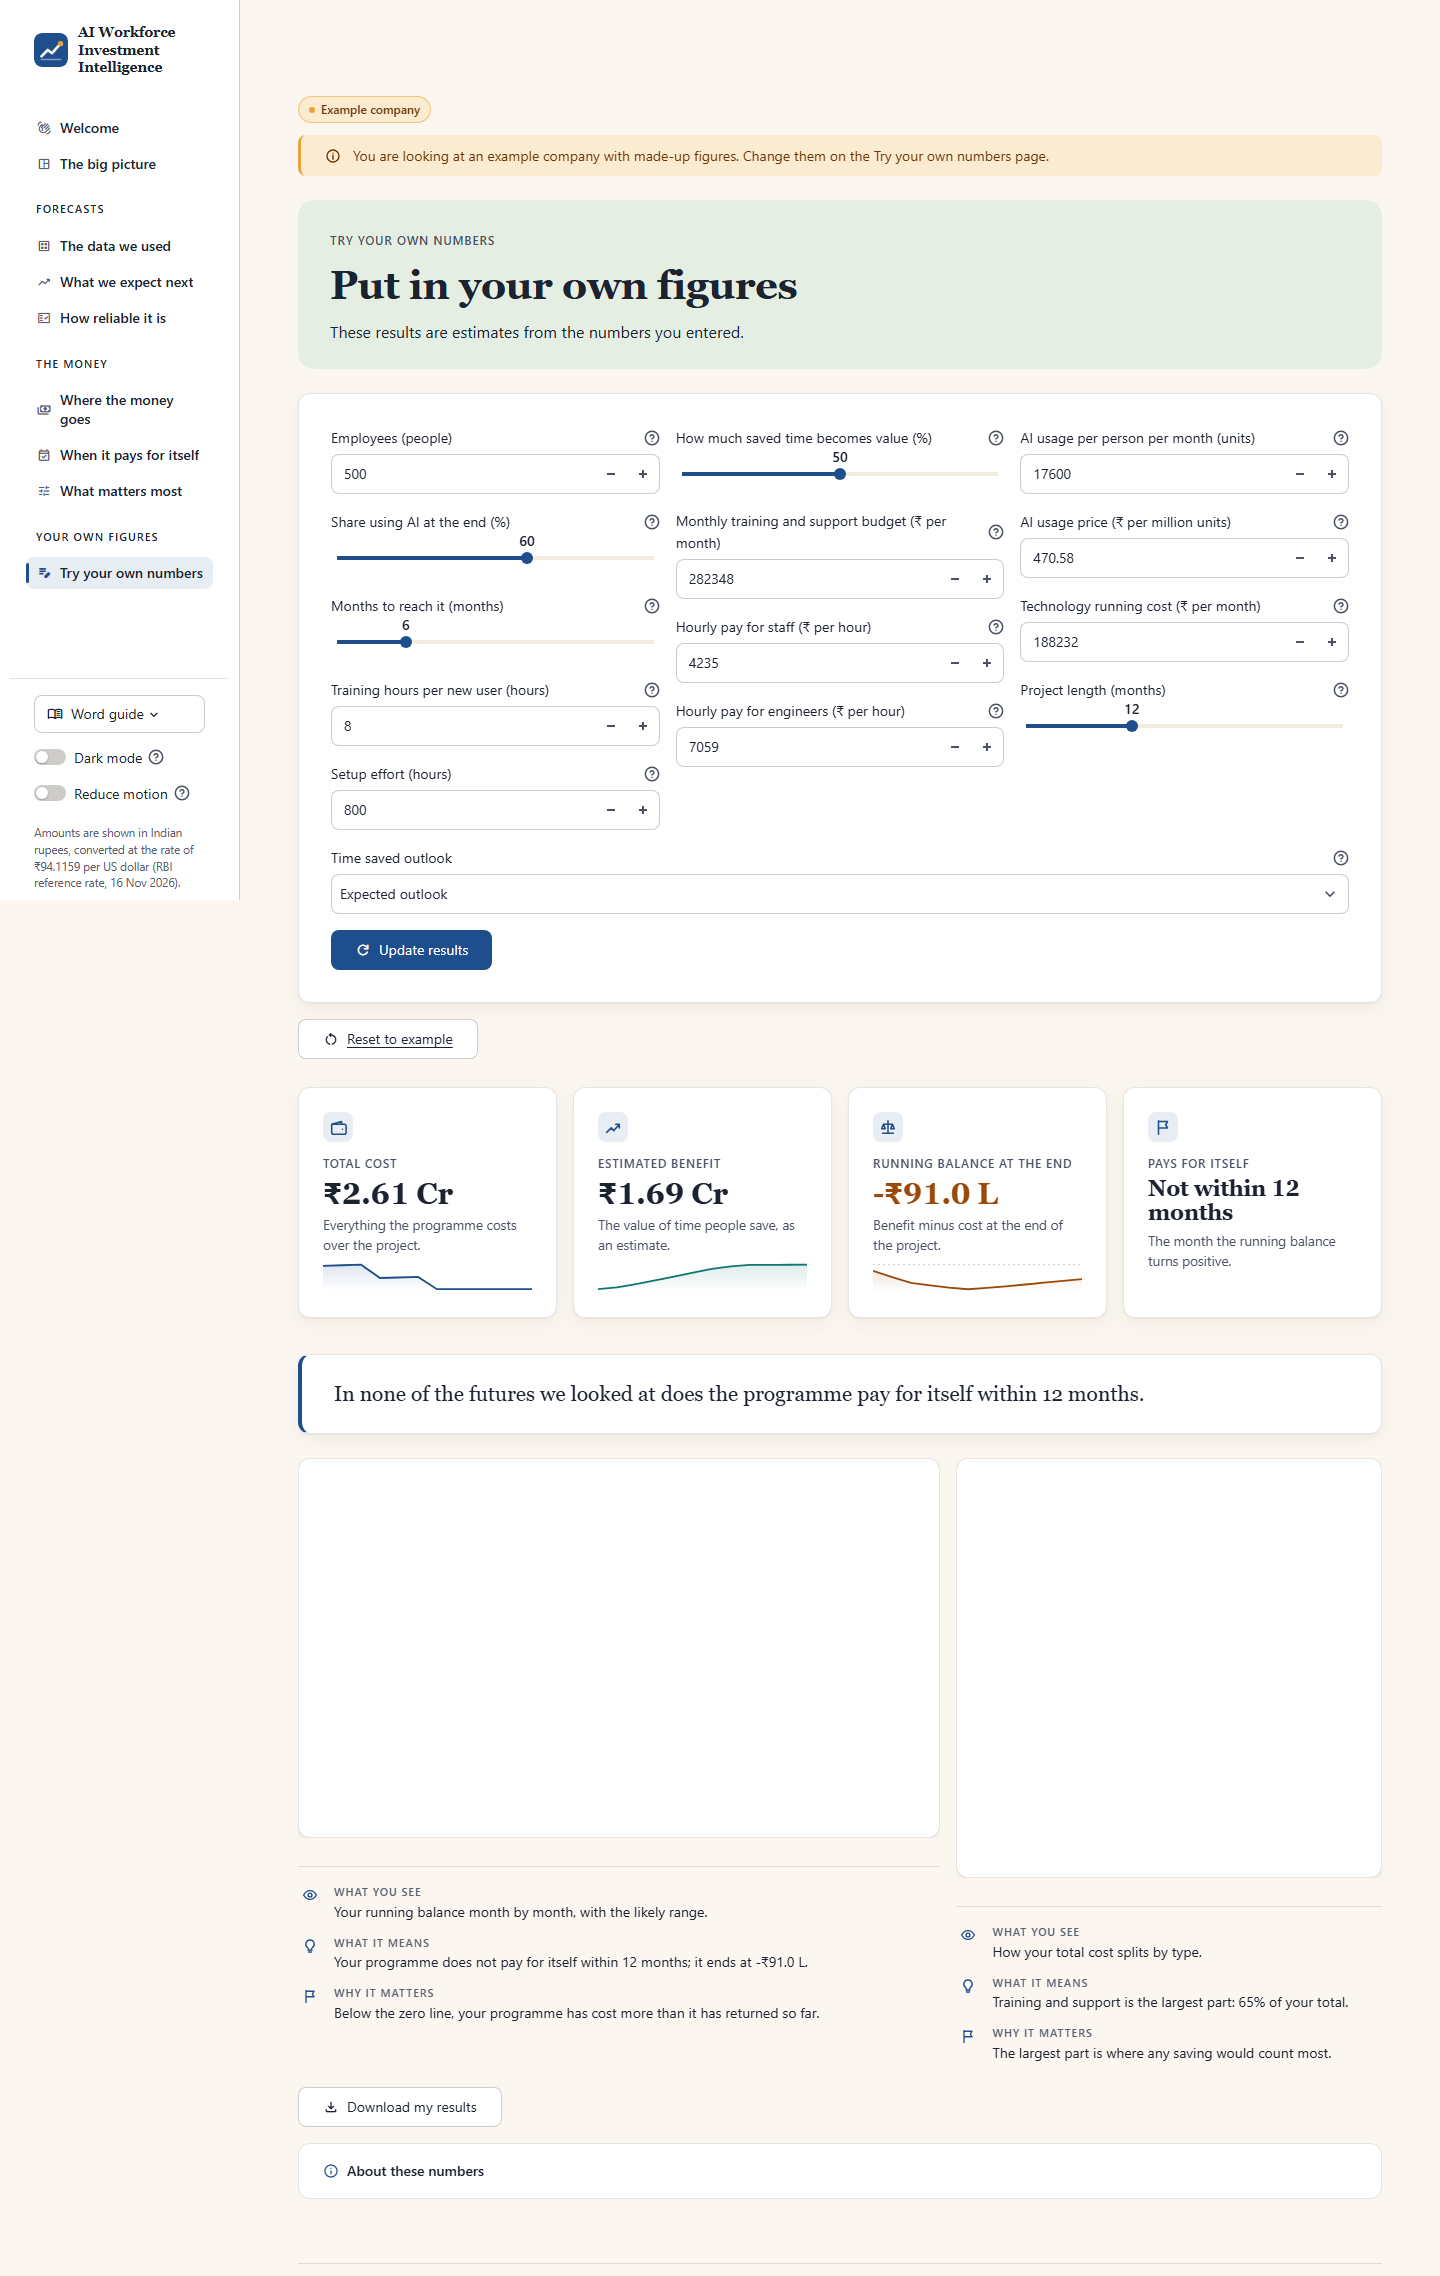 AI Workforce
Investment
Intelligence
Welcome
The big picture
FORECASTS
The data we used
What we expect next
How reliable it is
THE MONEY
Where the money
goes
When it pays for itself
What matters most
YOUR OWN FIGURES
Try your own numbers
Word guide
Dark mode
Reduce motion
Amounts are shown in Indian
rupees, converted at the rate of
₹94.1159 per US dollar (RBI
reference rate, 16 Nov 2026).
Example company
You are looking at an example company with made-up figures. Change them on the Try your own numbers page.
TRY YOUR OWN NUMBERS
Put in your own figures
These results are estimates from the numbers you entered.
Employees (people)
500
Share using AI at the end (%)
60
Months to reach it (months)
6
Training hours per new user (hours)
8
Setup effort (hours)
800
How much saved time becomes value (%)
50
Monthly training and support budget (₹ per
month)
282348
Hourly pay for staff (₹ per hour)
4235
Hourly pay for engineers (₹ per hour)
7059
AI usage per person per month (units)
17600
AI usage price (₹ per million units)
470.58
Technology running cost (₹ per month)
188232
Project length (months)
12
Time saved outlook
Expected outlook
Update results
Reset to example
TOTAL COST
₹2.61 Cr
Everything the programme costs
over the project.
ESTIMATED BENEFIT
₹1.69 Cr
The value of time people save, as
an estimate.
RUNNING BALANCE AT THE END
-₹91.0 L
Benefit minus cost at the end of
the project.
PAYS FOR ITSELF
Not within 12
months
The month the running balance
turns positive.
In none of the futures we looked at does the programme pay for itself within 12 months.
WHAT YOU SEE
Your running balance month by month, with the likely range.
WHAT IT MEANS
Your programme does not pay for itself within 12 months; it ends at -₹91.0 L.
WHY IT MATTERS
Below the zero line, your programme has cost more than it has returned so far.
WHAT YOU SEE
How your total cost splits by type.
WHAT IT MEANS
Training and support is the largest part: 65% of your total.
WHY IT MATTERS
The largest part is where any saving would count most.
Download my results
About these numbers